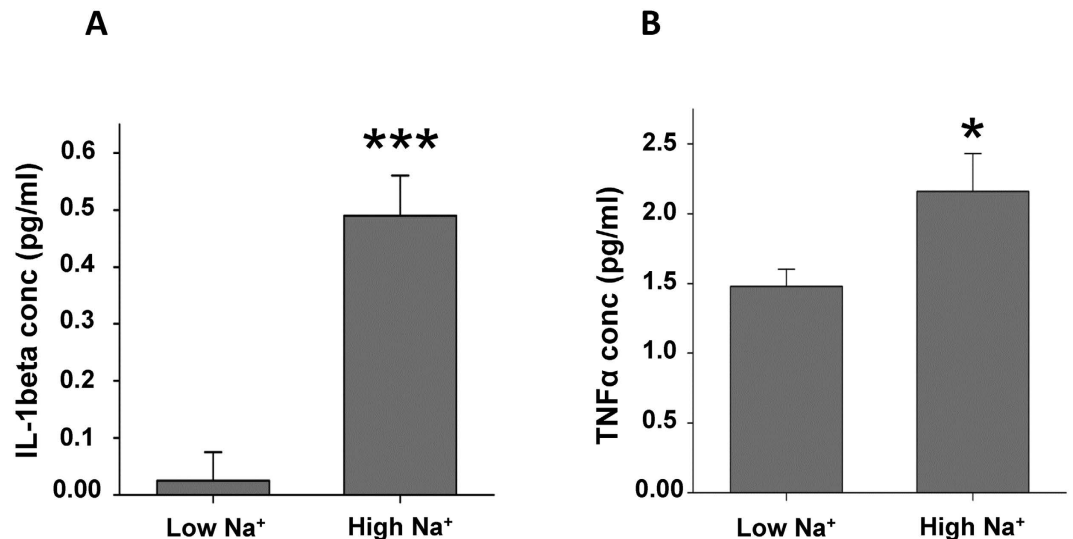 A
IL-1beta conc (pg/ml)
0.6
0.5
0.4
0.3
0.2
0.1
0.00
***
Low Na⁺
High Na⁺
B
TNFα conc (pg/ml)
2.5
2.0
1.5
1.0
0.5
0.00
*
Low Na⁺
High Na⁺